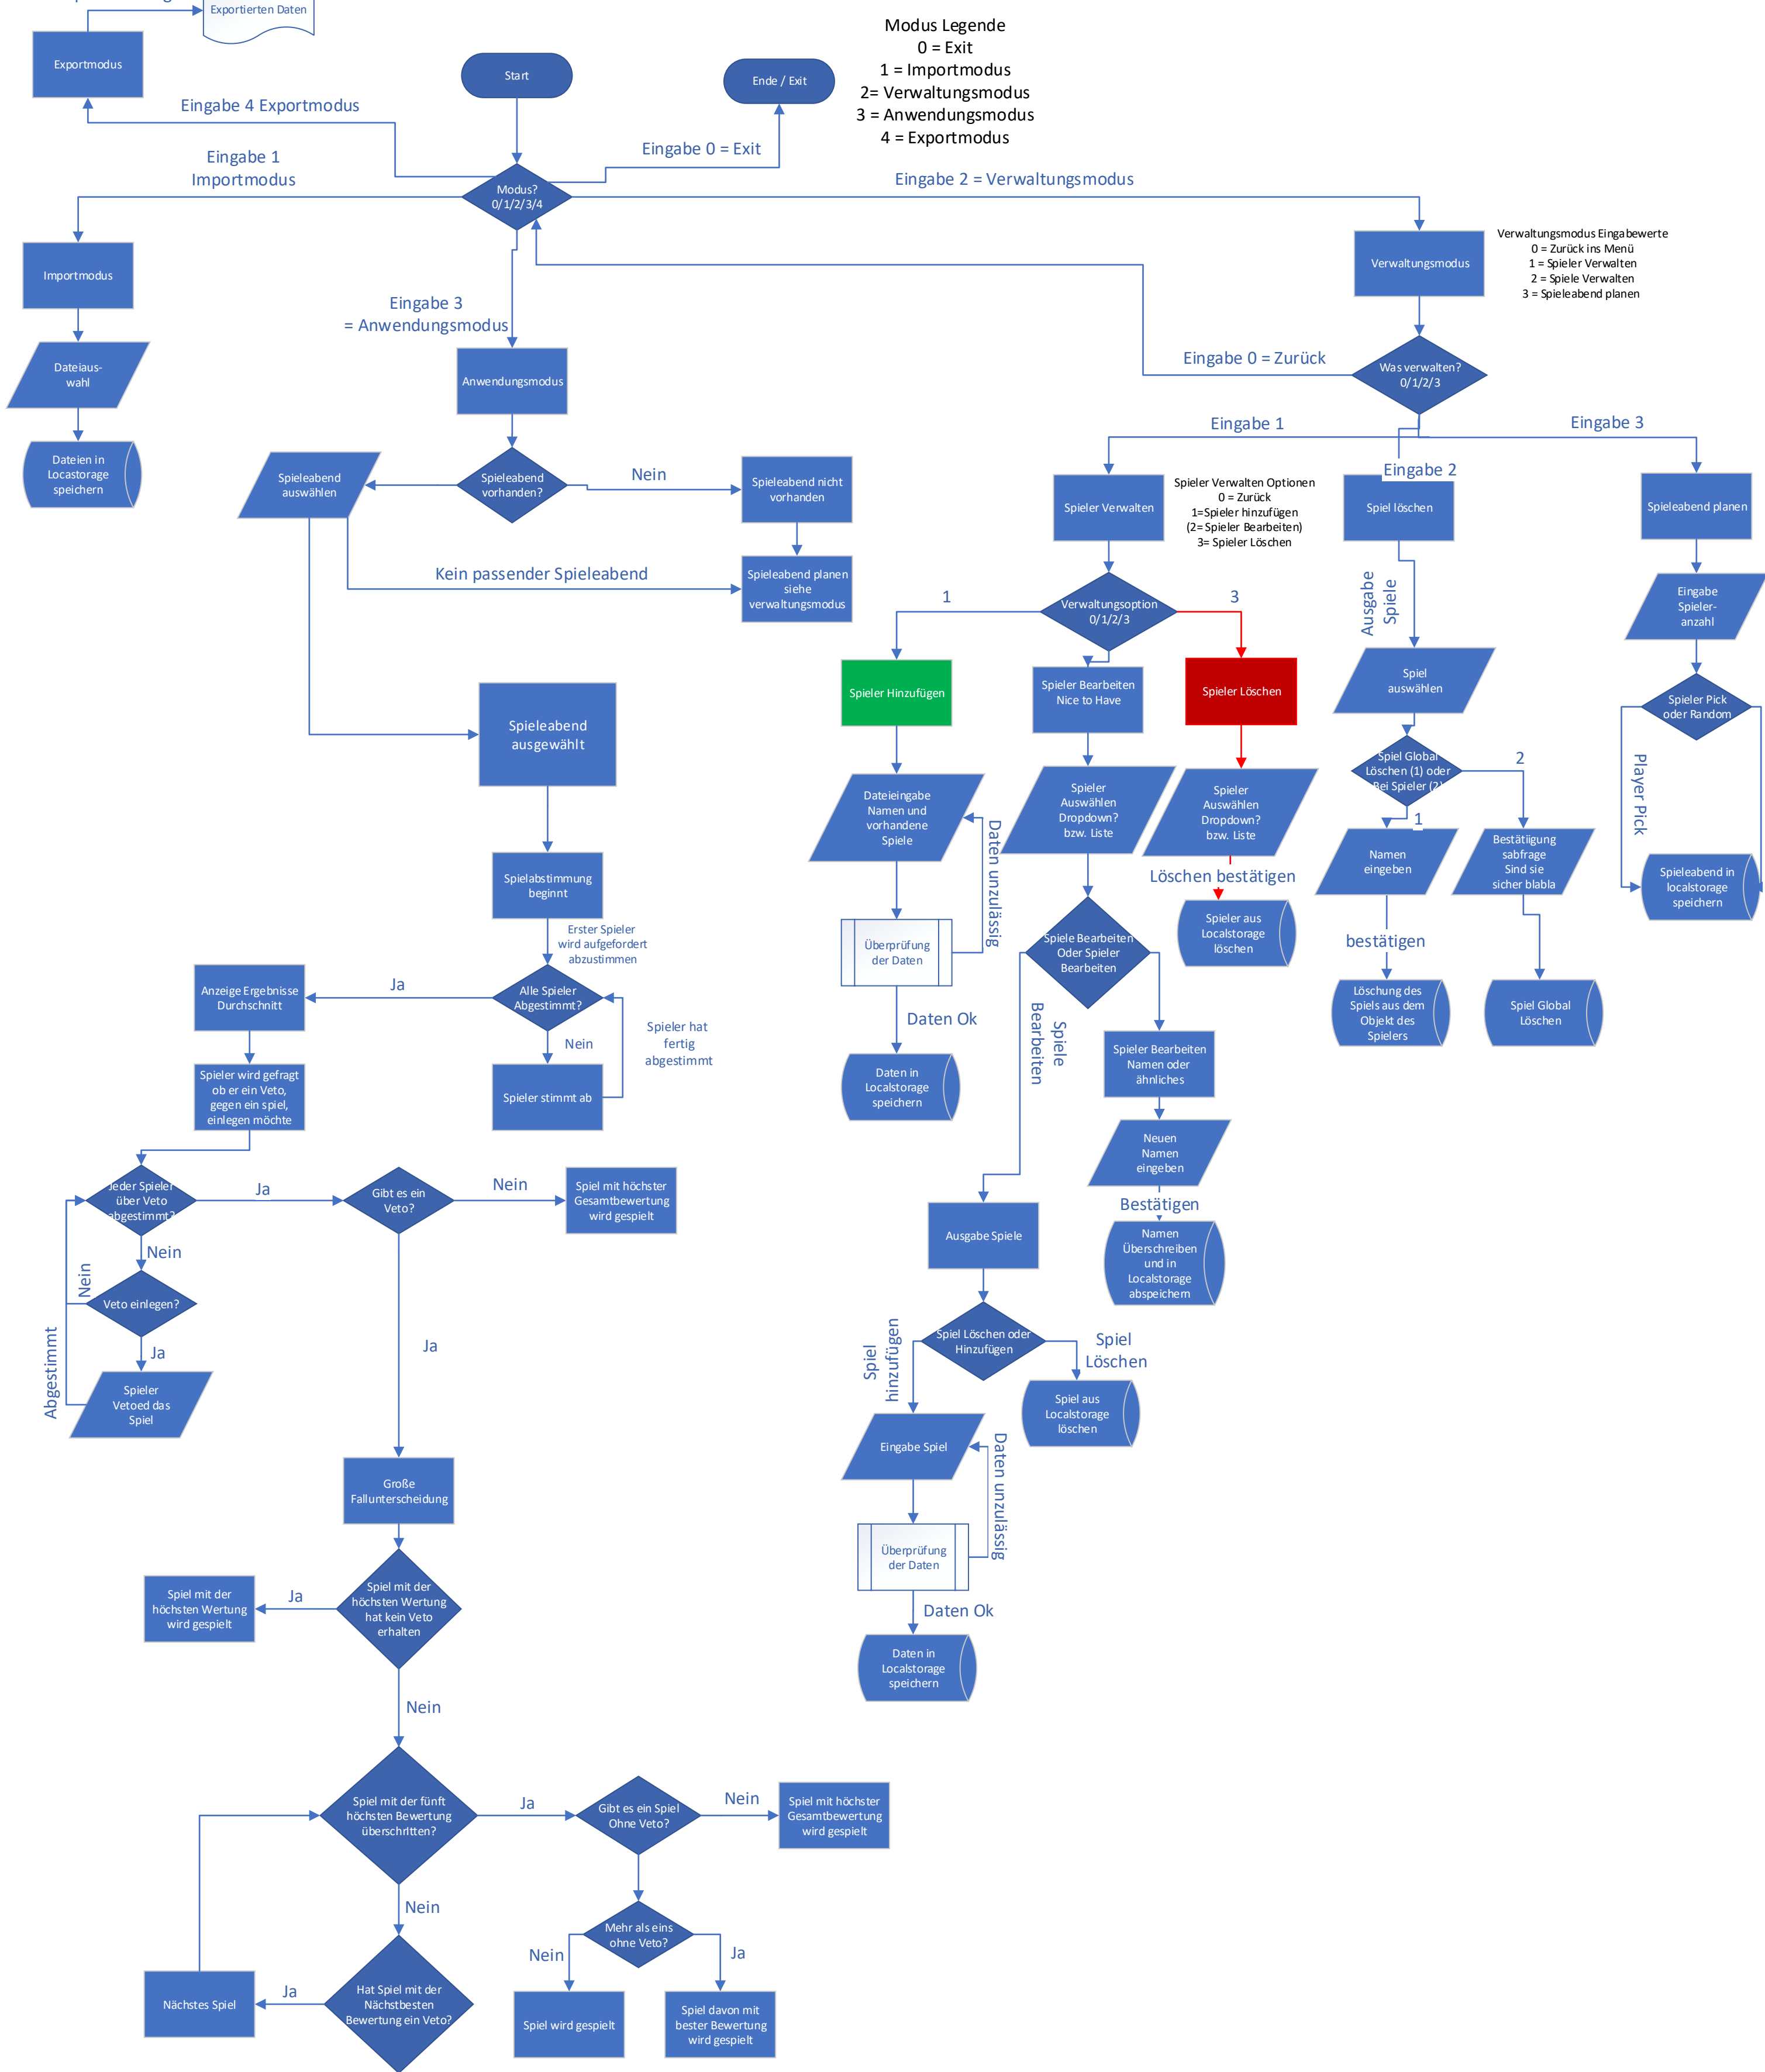 Exportierten Daten
Exportmodus
Start
Ende / Exit
Modus Legende
0 = Exit
1 = Importmodus
2= Verwaltungsmodus
3 = Anwendungsmodus
4 = Exportmodus
Eingabe 4 Exportmodus
Eingabe 0 = Exit
Eingabe 1
Importmodus
Modus?
0/1/2/3/4
Eingabe 2 = Verwaltungsmodus
Importmodus
Verwaltungsmodus
Verwaltungsmodus Eingabewerte
0 = Zurück ins Menü
1 = Spieler Verwalten
2 = Spiele Verwalten
3 = Spieleabend planen
Eingabe 3
= Anwendungsmodus
Dateiaus-
wahl
Anwendungsmodus
Eingabe 0 = Zurück
Was verwalten?
0/1/2/3
Dateien in
Locastorage
speichern
Spieleabend
auswählen
Spieleabend
vorhanden?
Nein
Spieleabend nicht
vorhanden
Kein passender Spieleabend
Spieleabend planen
siehe
verwaltungsmodus
Eingabe 1
Eingabe 2
Eingabe 3
Spieler Verwalten
Spieler Verwalten Optionen
0 = Zurück
1=Spieler hinzufügen
(2= Spieler Bearbeiten)
3= Spieler Löschen
Spiel löschen
Spieleabend planen
1
Verwaltungsoption
0/1/2/3
3
Ausgabe
Spiele
Eingabe
Spieler-
anzahl
Spieler Hinzufügen
Spieler Bearbeiten
Nice to Have
Spieler Löschen
Spiel
auswählen
Spieler Pick
oder Random
Spieleabend
ausgewählt
Dateieingabe
Namen und
vorhandene
Spiele
Daten unzulässig
Spieler
Auswählen
Dropdown?
bzw. Liste
Spieler
Auswählen
Dropdown?
bzw. Liste
Spiel Global
Löschen (1) oder
Bei Spieler (2)
2
1
Player Pick
Spielabstimmung
beginnt
Löschen bestätigen
Namen
eingeben
Bestätiigung
sabfrage
Sind sie
sicher blabla
Spieleabend in
localstorage
speichern
Erster Spieler
wird aufgefordert
abzustimmen
Überprüfung
der Daten
Spiele Bearbeiten
Oder Spieler
Bearbeiten
Spieler aus
Localstorage
löschen
bestätigen
Anzeige Ergebnisse
Durchschnitt
Ja
Alle Spieler
Abgestimmt?
Nein
Spieler hat
fertig
abgestimmt
Daten Ok
Spiele
Bearbeiten
Löschung des
Spiels aus dem
Objekt des
Spielers
Spiel Global
Löschen
Spieler wird gefragt
ob er ein Veto,
gegen ein spiel,
einlegen möchte
Spieler stimmt ab
Daten in
Localstorage
speichern
Spieler Bearbeiten
Namen oder
ähnliches
Neuen
Namen
eingeben
Jeder Spieler
über Veto
abgestimmt?
Ja
Gibt es ein
Veto?
Nein
Spiel mit höchster
Gesamtbewertung
wird gespielt
Bestätigen
Nein
Ausgabe Spiele
Namen
Überschreiben
und in
Localstorage
abspeichern
Nein
Veto einlegen?
Ja
Ja
Spiel
hinzufügen
Spiel Löschen oder
Hinzufügen
Spiel
Löschen
Abgestimmt
Spieler
Vetoed das
Spiel
Spiel aus
Localstorage
löschen
Eingabe Spiel
Daten unzulässig
Große
Fallunterscheidung
Überprüfung
der Daten
Spiel mit der
höchsten Wertung
wird gespielt
Ja
Spiel mit der
höchsten Wertung
hat kein Veto
erhalten
Daten Ok
Daten in
Localstorage
speichern
Nein
Spiel mit der fünft
höchsten Bewertung
überschritten?
Ja
Gibt es ein Spiel
Ohne Veto?
Nein
Spiel mit höchster
Gesamtbewertung
wird gespielt
Nein
Mehr als eins
ohne Veto?
Nein
Ja
Nächstes Spiel
Ja
Hat Spiel mit der
Nächstbesten
Bewertung ein Veto?
Spiel wird gespielt
Spiel davon mit
bester Bewertung
wird gespielt